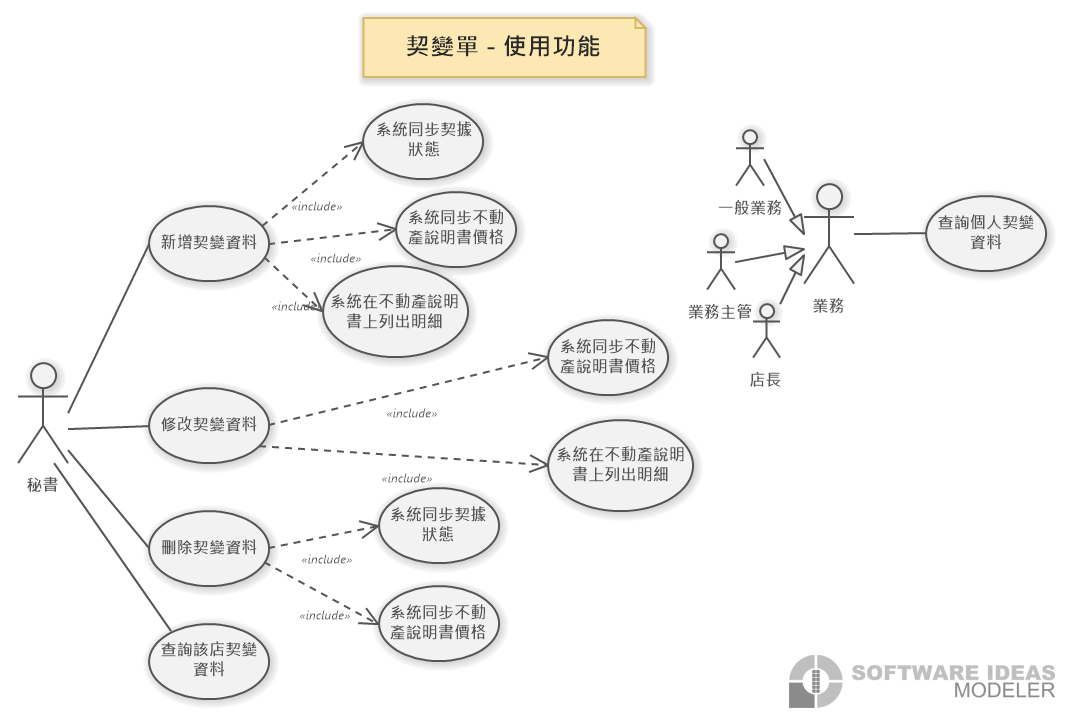 契變單 - 使用功能
系統同步契據
狀態
«include»
新增契變資料
系統同步不動
產說明書價格
«include»
«include»
系統在不動產說明
書上列出明細
一般業務
業務主管
店長
業務
查詢個人契變
資料
系統同步不動
產說明書價格
«include»
修改契變資料
系統在不動產說明
書上列出明細
«include»
秘書
系統同步契據
狀態
刪除契變資料
«include»
系統同步不動
產說明書價格
«include»
查詢該店契變
資料
SOFTWARE IDEAS
MODELER